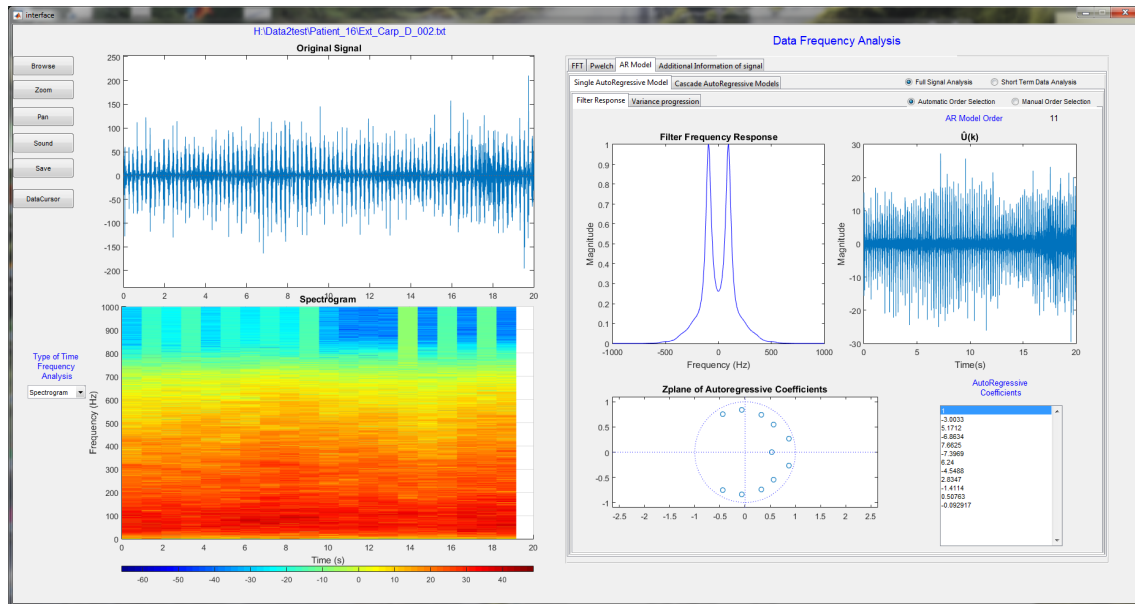 interface
H:\Data2test\Patient_16\Ext_Carp_D_002.txt
Original Signal
Browse
Zoom
Pan
Sound
Save
DataCursor
250
200
150
100
50
0
-50
-100
-150
-200
0 2 4 6 8 10 12 14 16 18 20
Spectrogram
Type of Time
Frequency
Analysis
Spectrogram
Frequency (Hz)
1000
900
800
700
600
500
400
300
200
100
0
0 2 4 6 8 10 12 14 16 18 20
Time (s)
-60 -40 -20 0 20 40
Data Frequency Analysis
FFT Pwelch AR Model Additional Information of signal
Single AutoRegressive Model Cascade AutoRegressive Models Full Signal Analysis Short Term Data Analysis
Filter Response Variance progression Automatic Order Selection Manual Order Selection
AR Model Order 11
Filter Frequency Response
Magnitude
1
0.9
0.8
0.7
0.6
0.5
0.4
0.3
0.2
0.1
0
-1000 -500 0 500 1000
Frequency (Hz)
Û(k)
Magnitude
30
20
10
0
-10
-20
-30
0 5 10 15 20
Time(s)
Zplane of Autoregressive Coefficients
1
0.5
0
-0.5
-1
-2.5 -2 -1.5 -1 -0.5 0 0.5 1 1.5 2 2.5
AutoRegressive
Coefficients
1
-3.0033
5.1712
-6.8634
7.6625
-7.3969
6.24
-4.5488
2.8347
-1.4114
0.50763
-0.092917